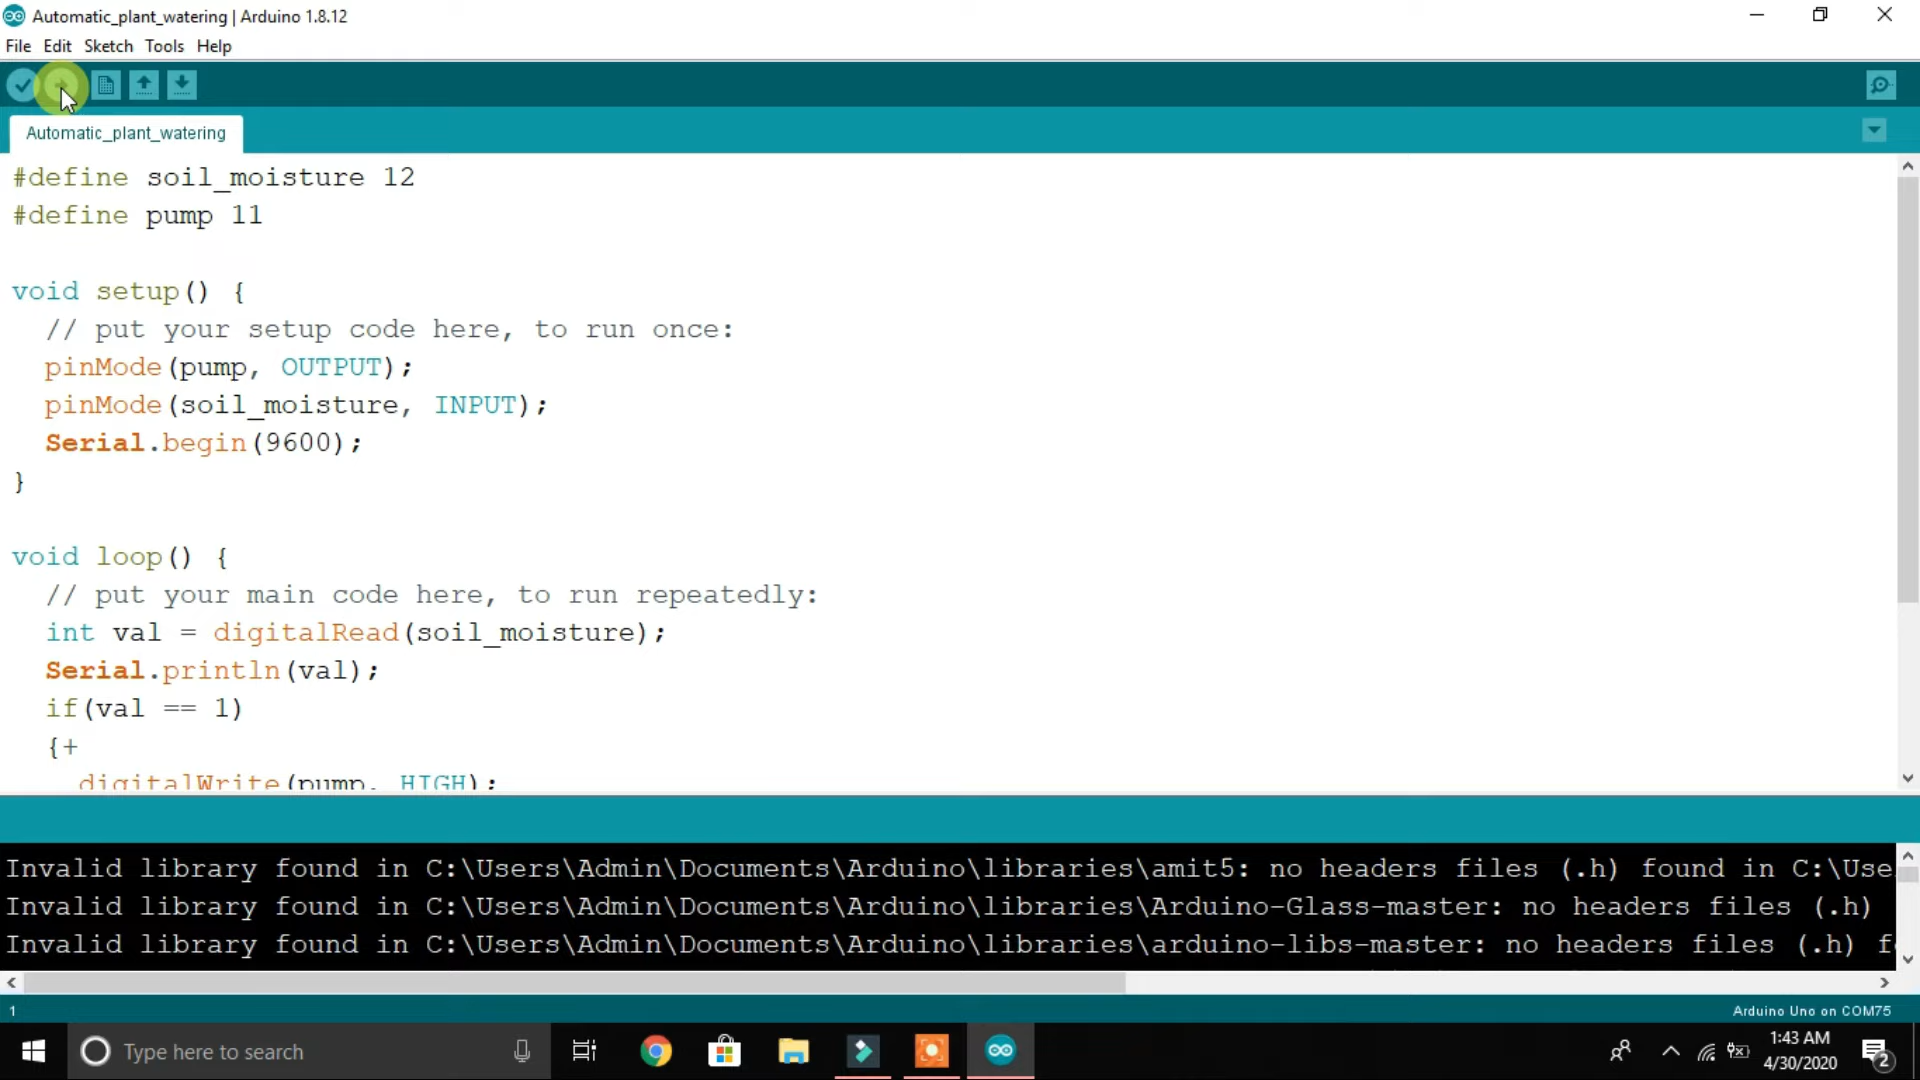 Automatic_plant_watering | Arduino 1.8.12
File Edit Sketch Tools Help
Automatic_plant_watering
#define soil_moisture 12
#define pump 11
void setup() {
// put your setup code here, to run once:
pinMode(pump, OUTPUT);
pinMode(soil_moisture, INPUT);
Serial.begin(9600);
}
void loop() {
// put your main code here, to run repeatedly:
int val = digitalRead(soil_moisture);
Serial.println(val);
if(val == 1)
{+
digitalWrite(pump, HIGH);
Invalid library found in C:\Users\Admin\Documents\Arduino\libraries\amit5: no headers files (.h) found in C:\Use
Invalid library found in C:\Users\Admin\Documents\Arduino\libraries\Arduino-Glass-master: no headers files (.h)
Invalid library found in C:\Users\Admin\Documents\Arduino\libraries\arduino-libs-master: no headers files (.h) f
1
Arduino Uno on COM75
Type here to search
1:43 AM
4/30/2020
2